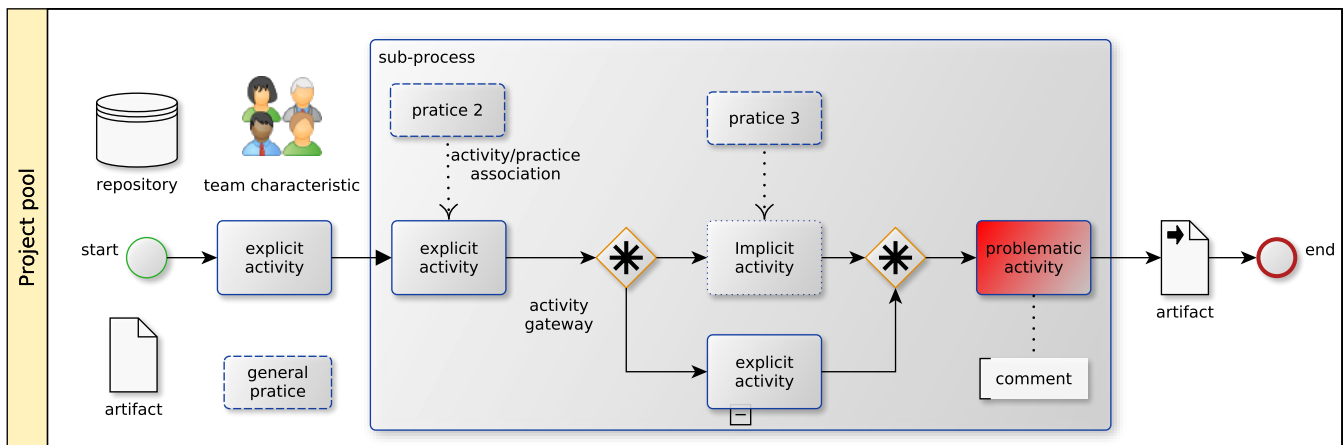 Project pool
sub-process
pratice 2
pratice 3
activity/practice
association
repository
team characteristic
start
explicit
activity
explicit
activity
Implicit
activity
problematic
activity
end
activity
gateway
artifact
explicit
activity
general
pratice
comment
artifact